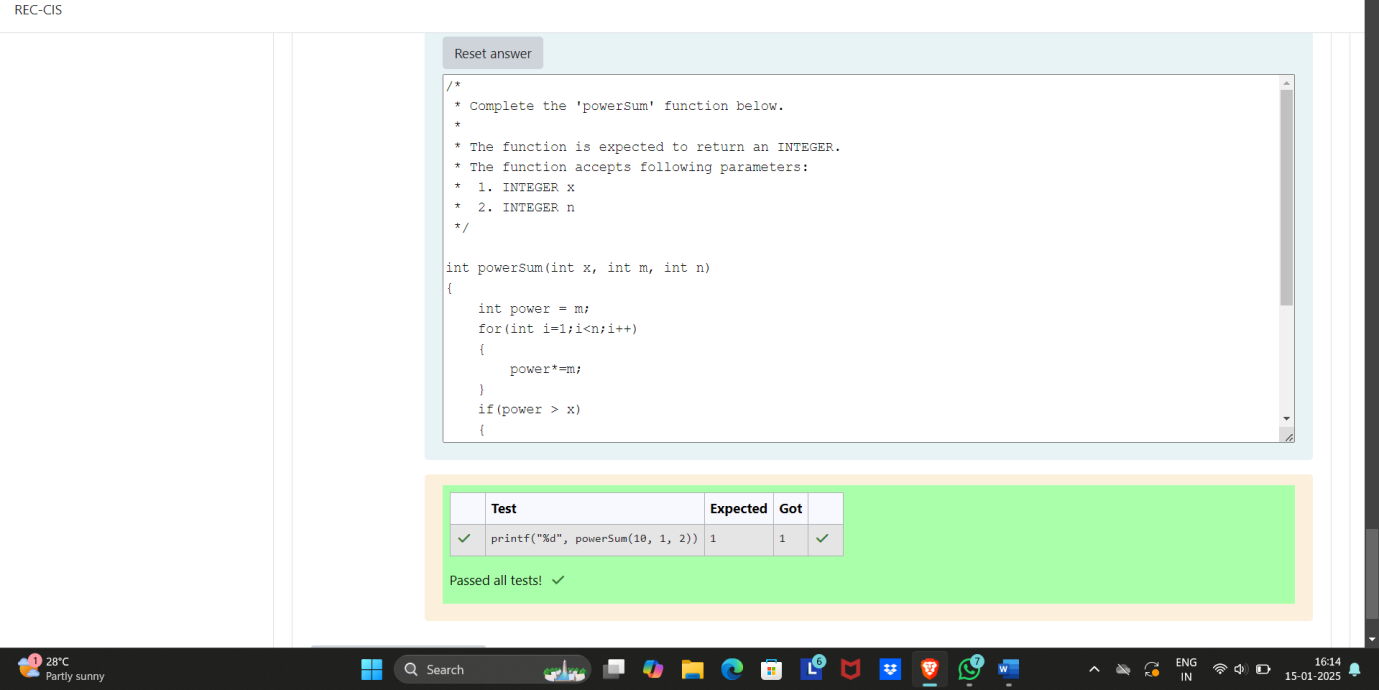 REC-CIS
Reset answer
/*
 * Complete the 'powerSum' function below.
 *
 * The function is expected to return an INTEGER.
 * The function accepts following parameters:
 *  1. INTEGER x
 *  2. INTEGER n
 */
int powerSum(int x, int m, int n)
{
    int power = m;
    for(int i=1;i<n;i++)
    {
        power*=m;
    }
    if(power > x)
    {
Test Expected Got
printf("%d", powerSum(10, 1, 2)) 1 1
Passed all tests!
1
28°C
Partly sunny
Search
L
6
7
W
ENG
IN
16:14
15-01-2025